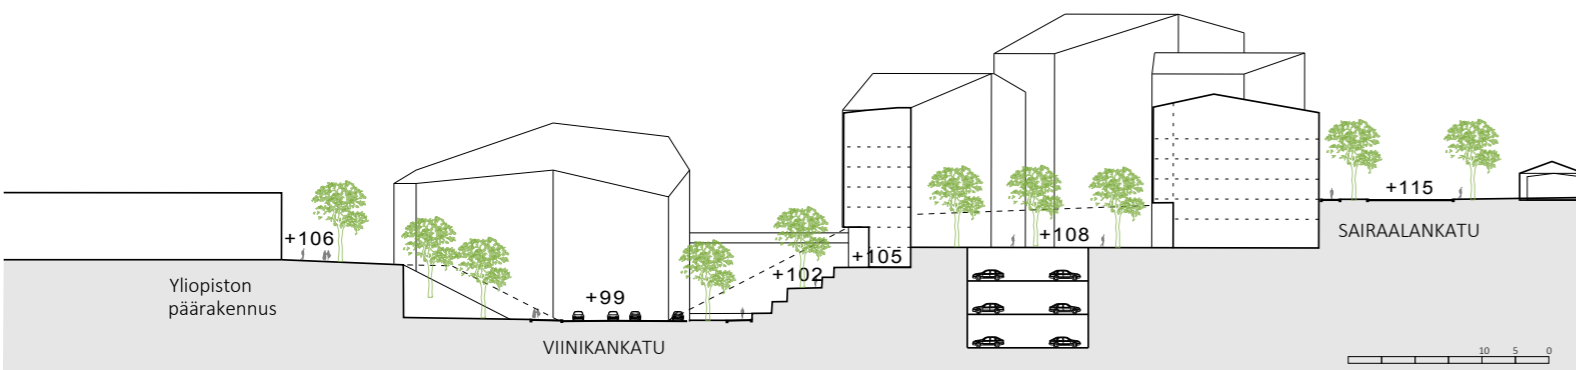 +106
Yliopiston
päärakennus
+99
VIINIKANKATU
+102
+105
+108
+115
SAIRAALANKATU
10 5 0